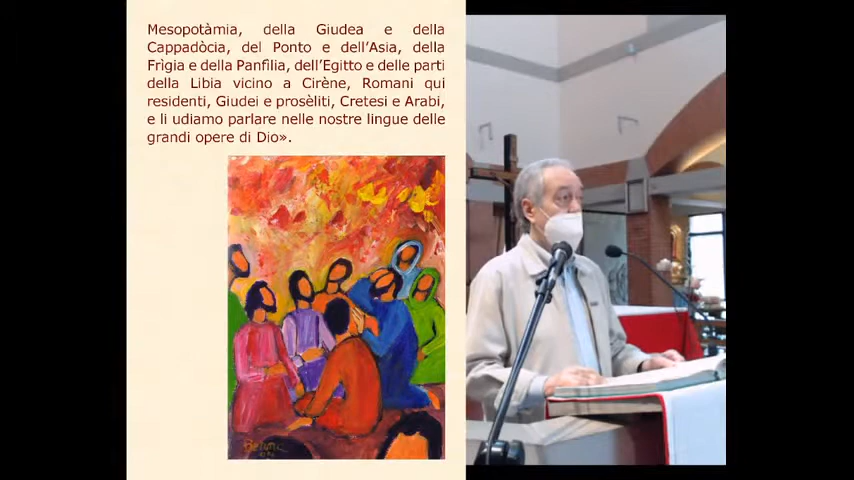 Mesopotàmia, della Giudea e della
Cappadòcia, del Ponto e dell'Asia, della
Frìgia e della Panfìlia, dell'Egitto e delle parti
della Libia vicino a Cirène, Romani qui
residenti, Giudei e prosèliti, Cretesi e Arabi,
e li udiamo parlare nelle nostre lingue delle
grandi opere di Dio».